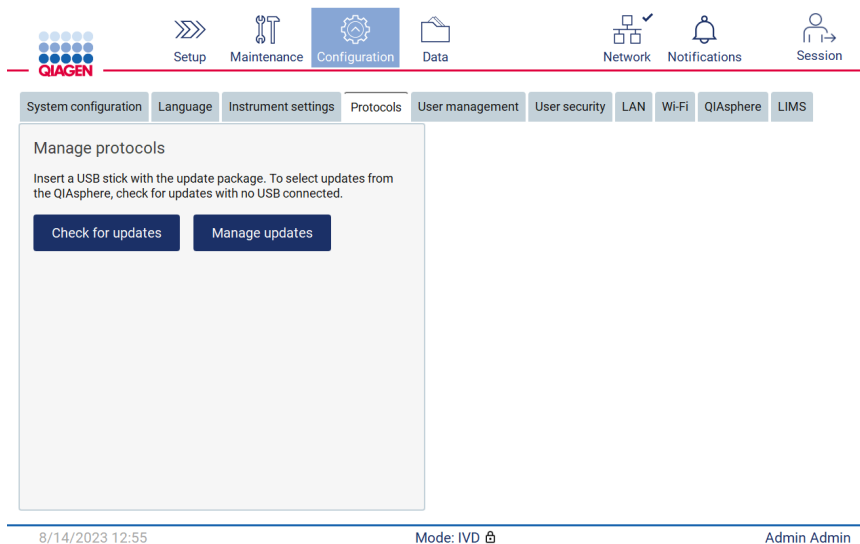 QIAGEN
Setup Maintenance Configuration Data Network Notifications Session
System configuration Language Instrument settings Protocols User management User security LAN Wi-Fi QIAsphere LIMS
Manage protocols
Insert a USB stick with the update package. To select updates from
the QIAsphere, check for updates with no USB connected.
Check for updates Manage updates
8/14/2023 12:55 Mode: IVD Admin Admin